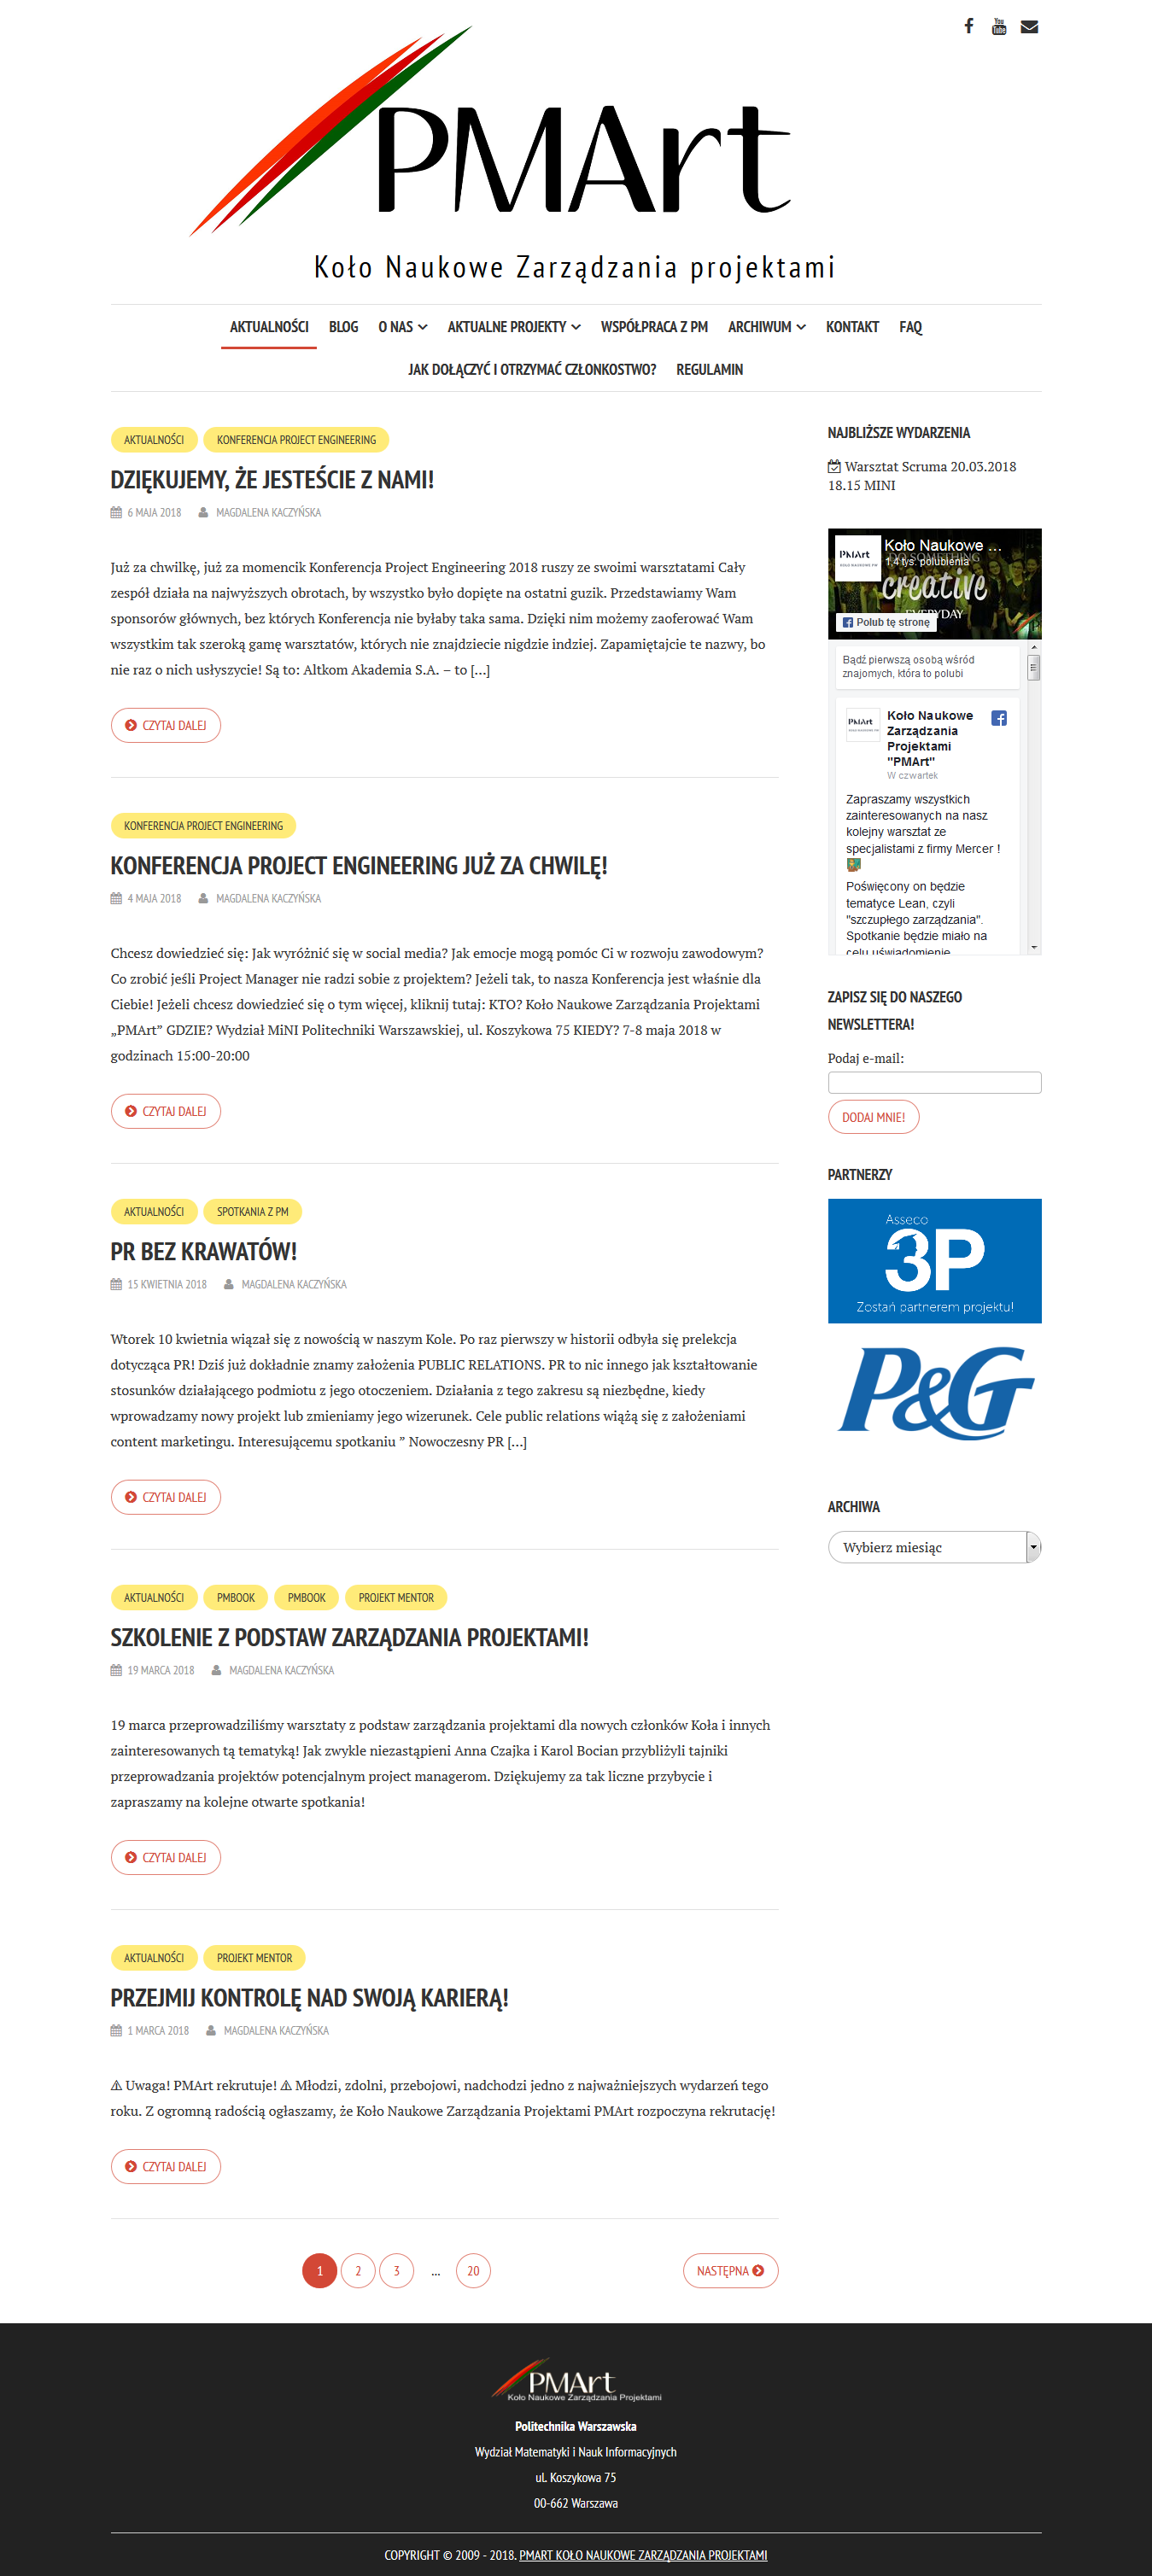 PMArt
Koło Naukowe Zarządzania projektami
AKTUALNOŚCI BLOG O NAS AKTUALNE PROJEKTY WSPÓŁPRACA Z PM ARCHIWUM KONTAKT FAQ
JAK DOŁĄCZYĆ I OTRZYMAĆ CZŁONKOSTWO? REGULAMIN
AKTUALNOŚCI KONFERENCJA PROJECT ENGINEERING
DZIĘKUJEMY, ŻE JESTEŚCIE Z NAMI!
6 MAJA 2018 MAGDALENA KACZYŃSKA
Już za chwilkę, już za momencik Konferencja Project Engineering 2018 ruszy ze swoimi warsztatami Cały
zespół działa na najwyższych obrotach, by wszystko było dopięte na ostatni guzik. Przedstawiamy Wam
sponsorów głównych, bez których Konferencja nie byłaby taka sama. Dzięki nim możemy zaoferować Wam
wszystkim tak szeroką gamę warsztatów, których nie znajdziecie nigdzie indziej. Zapamiętajcie te nazwy, bo
nie raz o nich usłyszycie! Są to: Altkom Akademia S.A. – to [...]
CZYTAJ DALEJ
KONFERENCJA PROJECT ENGINEERING
KONFERENCJA PROJECT ENGINEERING JUŻ ZA CHWILĘ!
4 MAJA 2018 MAGDALENA KACZYŃSKA
Chcesz dowiedzieć się: Jak wyróżnić się w social media? Jak emocje mogą pomóc Ci w rozwoju zawodowym?
Co zrobić jeśli Project Manager nie radzi sobie z projektem? Jeżeli tak, to nasza Konferencja jest właśnie dla
Ciebie! Jeżeli chcesz dowiedzieć się o tym więcej, kliknij tutaj: KTO? Koło Naukowe Zarządzania Projektami
„PMArt” GDZIE? Wydział MiNI Politechniki Warszawskiej, ul. Koszykowa 75 KIEDY? 7-8 maja 2018 w
godzinach 15:00-20:00
CZYTAJ DALEJ
AKTUALNOŚCI SPOTKANIA Z PM
PR BEZ KRAWATÓW!
15 KWIETNIA 2018 MAGDALENA KACZYŃSKA
Wtorek 10 kwietnia wiązał się z nowością w naszym Kole. Po raz pierwszy w historii odbyła się prelekcja
dotycząca PR! Dziś już dokładnie znamy założenia PUBLIC RELATIONS. PR to nic innego jak kształtowanie
stosunków działającego podmiotu z jego otoczeniem. Działania z tego zakresu są niezbędne, kiedy
wprowadzamy nowy projekt lub zmieniamy jego wizerunek. Cele public relations wiążą się z założeniami
content marketingu. Interesującemu spotkaniu ” Nowoczesny PR [...]
CZYTAJ DALEJ
AKTUALNOŚCI PMBOOK PMBOOK PROJEKT MENTOR
SZKOLENIE Z PODSTAW ZARZĄDZANIA PROJEKTAMI!
19 MARCA 2018 MAGDALENA KACZYŃSKA
19 marca przeprowadziliśmy warsztaty z podstaw zarządzania projektami dla nowych członków Koła i innych
zainteresowanych tą tematyką! Jak zwykle niezastąpieni Anna Czajka i Karol Bocian przybliżyli tajniki
przeprowadzania projektów potencjalnym project managerom. Dziękujemy za tak liczne przybycie i
zapraszamy na kolejne otwarte spotkania!
CZYTAJ DALEJ
AKTUALNOŚCI PROJEKT MENTOR
PRZEJMIJ KONTROLĘ NAD SWOJĄ KARIERĄ!
1 MARCA 2018 MAGDALENA KACZYŃSKA
⚠ Uwaga! PMArt rekrutuje! ⚠ Młodzi, zdolni, przebojowi, nadchodzi jedno z najważniejszych wydarzeń tego
roku. Z ogromną radością ogłaszamy, że Koło Naukowe Zarządzania Projektami PMArt rozpoczyna rekrutację!
CZYTAJ DALEJ
1 2 3 ... 20 NASTĘPNA
NAJBLIŻSZE WYDARZENIA
Warsztat Scruma 20.03.2018
18.15 MINI
PMArt
Koło Naukowe ...
1,4 tys. polubienia
DO SOMETHING
creative
EVERYDAY
Polub tę stronę
Bądź pierwszą osobą wśród
znajomych, która to polubi
PMArt
Koło Naukowe
Zarządzania
Projektami
"PMArt"
W czwartek
Zapraszamy wszystkich
zainteresowanych na nasz
kolejny warsztat ze
specjalistami z firmy Mercer !
Poświęcony on będzie
tematyce Lean, czyli
"szczupłego zarządzania".
Spotkanie będzie miało na
celu uświadomienie
ZAPISZ SIĘ DO NASZEGO
NEWSLETTERA!
Podaj e-mail:
DODAJ MNIE!
PARTNERZY
Asseco
3P
Zostań partnerem projektu!
P&G
ARCHIWA
Wybierz miesiąc
PMArt
Koło Naukowe Zarządzania Projektami
Politechnika Warszawska
Wydział Matematyki i Nauk Informacyjnych
ul. Koszykowa 75
00-662 Warszawa
COPYRIGHT © 2009 - 2018. PMART KOŁO NAUKOWE ZARZĄDZANIA PROJEKTAMI